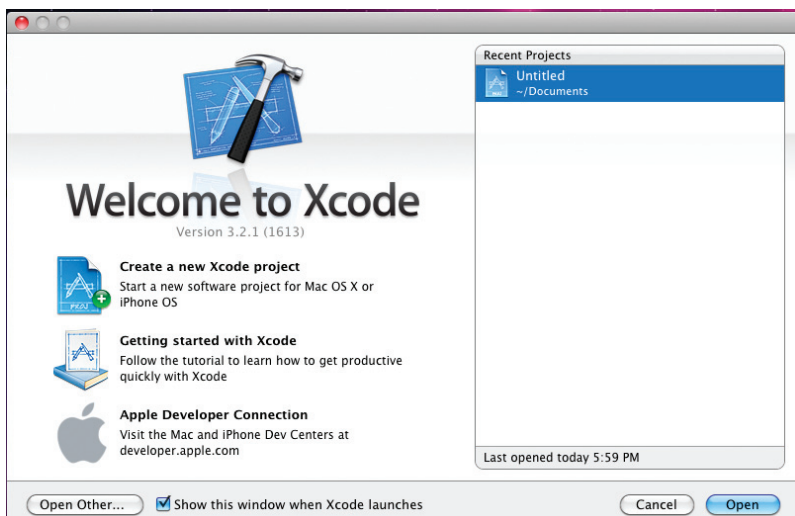 Welcome to Xcode
Version 3.2.1 (1613)
Create a new Xcode project
Start a new software project for Mac OS X or
iPhone OS
Getting started with Xcode
Follow the tutorial to learn how to get productive
quickly with Xcode
Apple Developer Connection
Visit the Mac and iPhone Dev Centers at
developer.apple.com
Recent Projects
Untitled
~/Documents
Last opened today 5:59 PM
Open Other...
Show this window when Xcode launches
Cancel
Open